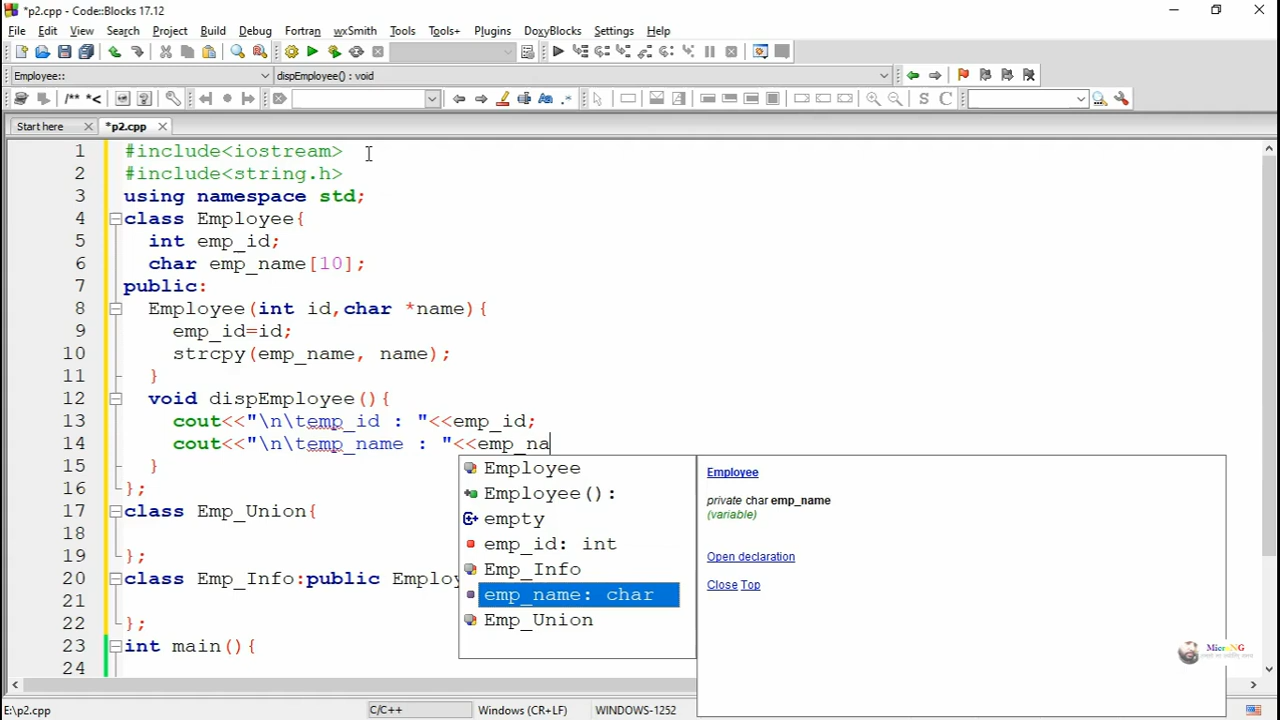 *p2.cpp - Code::Blocks 17.12
File Edit View Search Project Build Debug Fortran wxSmith Tools Tools+ Plugins DoxyBlocks Settings Help
Employee:: dispEmployee() : void
/** *<
S C
Start here *p2.cpp
1 #include<iostream>
2 #include<string.h>
3 using namespace std;
4 class Employee{
5 int emp_id;
6 char emp_name[10];
7 public:
8 Employee(int id,char *name){
9 emp_id=id;
10 strcpy(emp_name, name);
11 }
12 void dispEmployee(){
13 cout<<"\n\temp_id : "<<emp_id;
14 cout<<"\n\temp_name : "<<emp_na
15 }
16 };
17 class Emp_Union{
18
19 };
20 class Emp_Info:public Employ
21
22 };
23 int main(){
24
Employee
Employee():
empty
emp_id: int
Emp_Info
emp_name: char
Emp_Union
Employee
private char emp_name
(variable)
Open declaration
Close Top
MicroNG
E:\p2.cpp C/C++ Windows (CR+LF) WINDOWS-1252